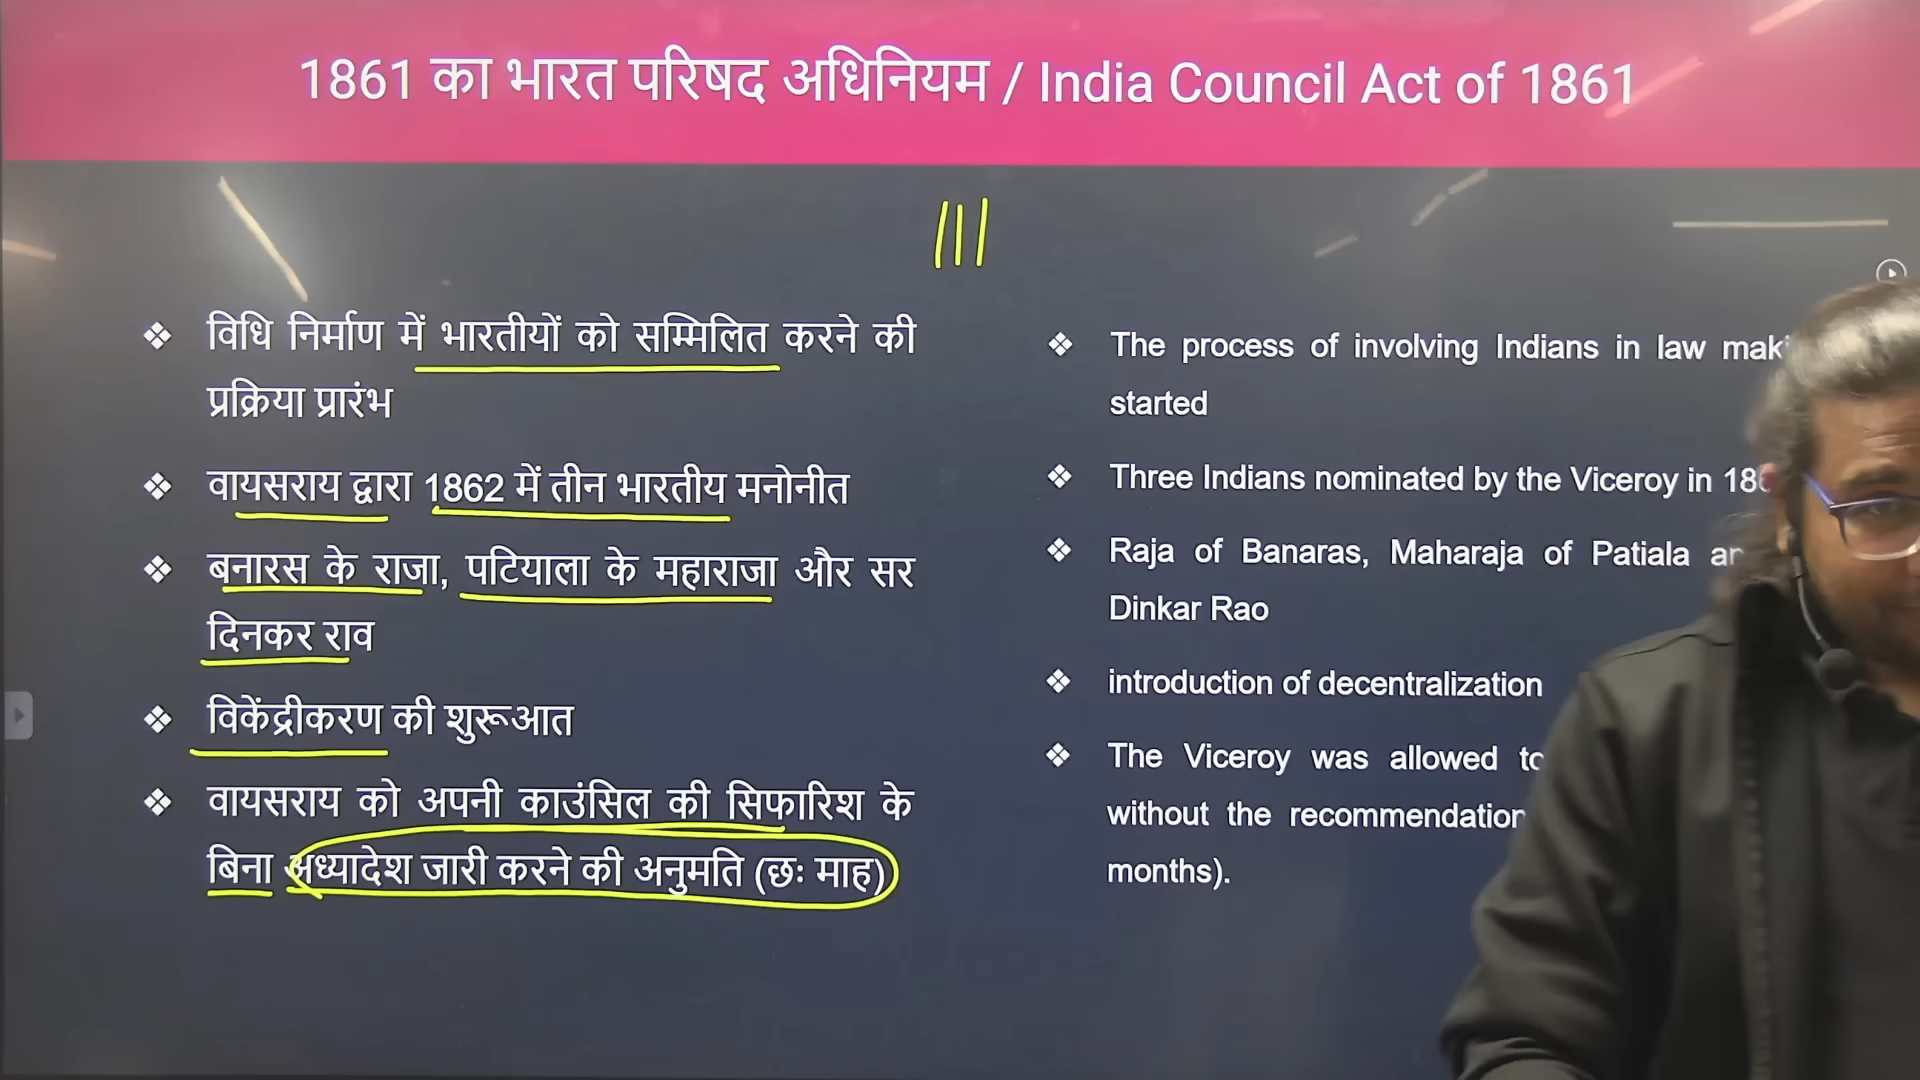 1861 का भारत परिषद अधिनियम / India Council Act of 1861
❖ विधि निर्माण में भारतीयों को सम्मिलित करने की
प्रक्रिया प्रारंभ
❖ वायसराय द्वारा 1862 में तीन भारतीय मनोनीत
❖ बनारस के राजा, पटियाला के महाराजा और सर
दिनकर राव
❖ विकेंद्रीकरण की शुरूआत
❖ वायसराय को अपनी काउंसिल की सिफारिश के
बिना अध्यादेश जारी करने की अनुमति (छः माह)
❖ The process of involving Indians in law
started
❖ Three Indians nominated by the Viceroy in
❖ Raja of Banaras, Maharaja of Patiala
Dinkar Rao
❖ introduction of decentralization
❖ The Viceroy was allowed to
without the recommendation
months).